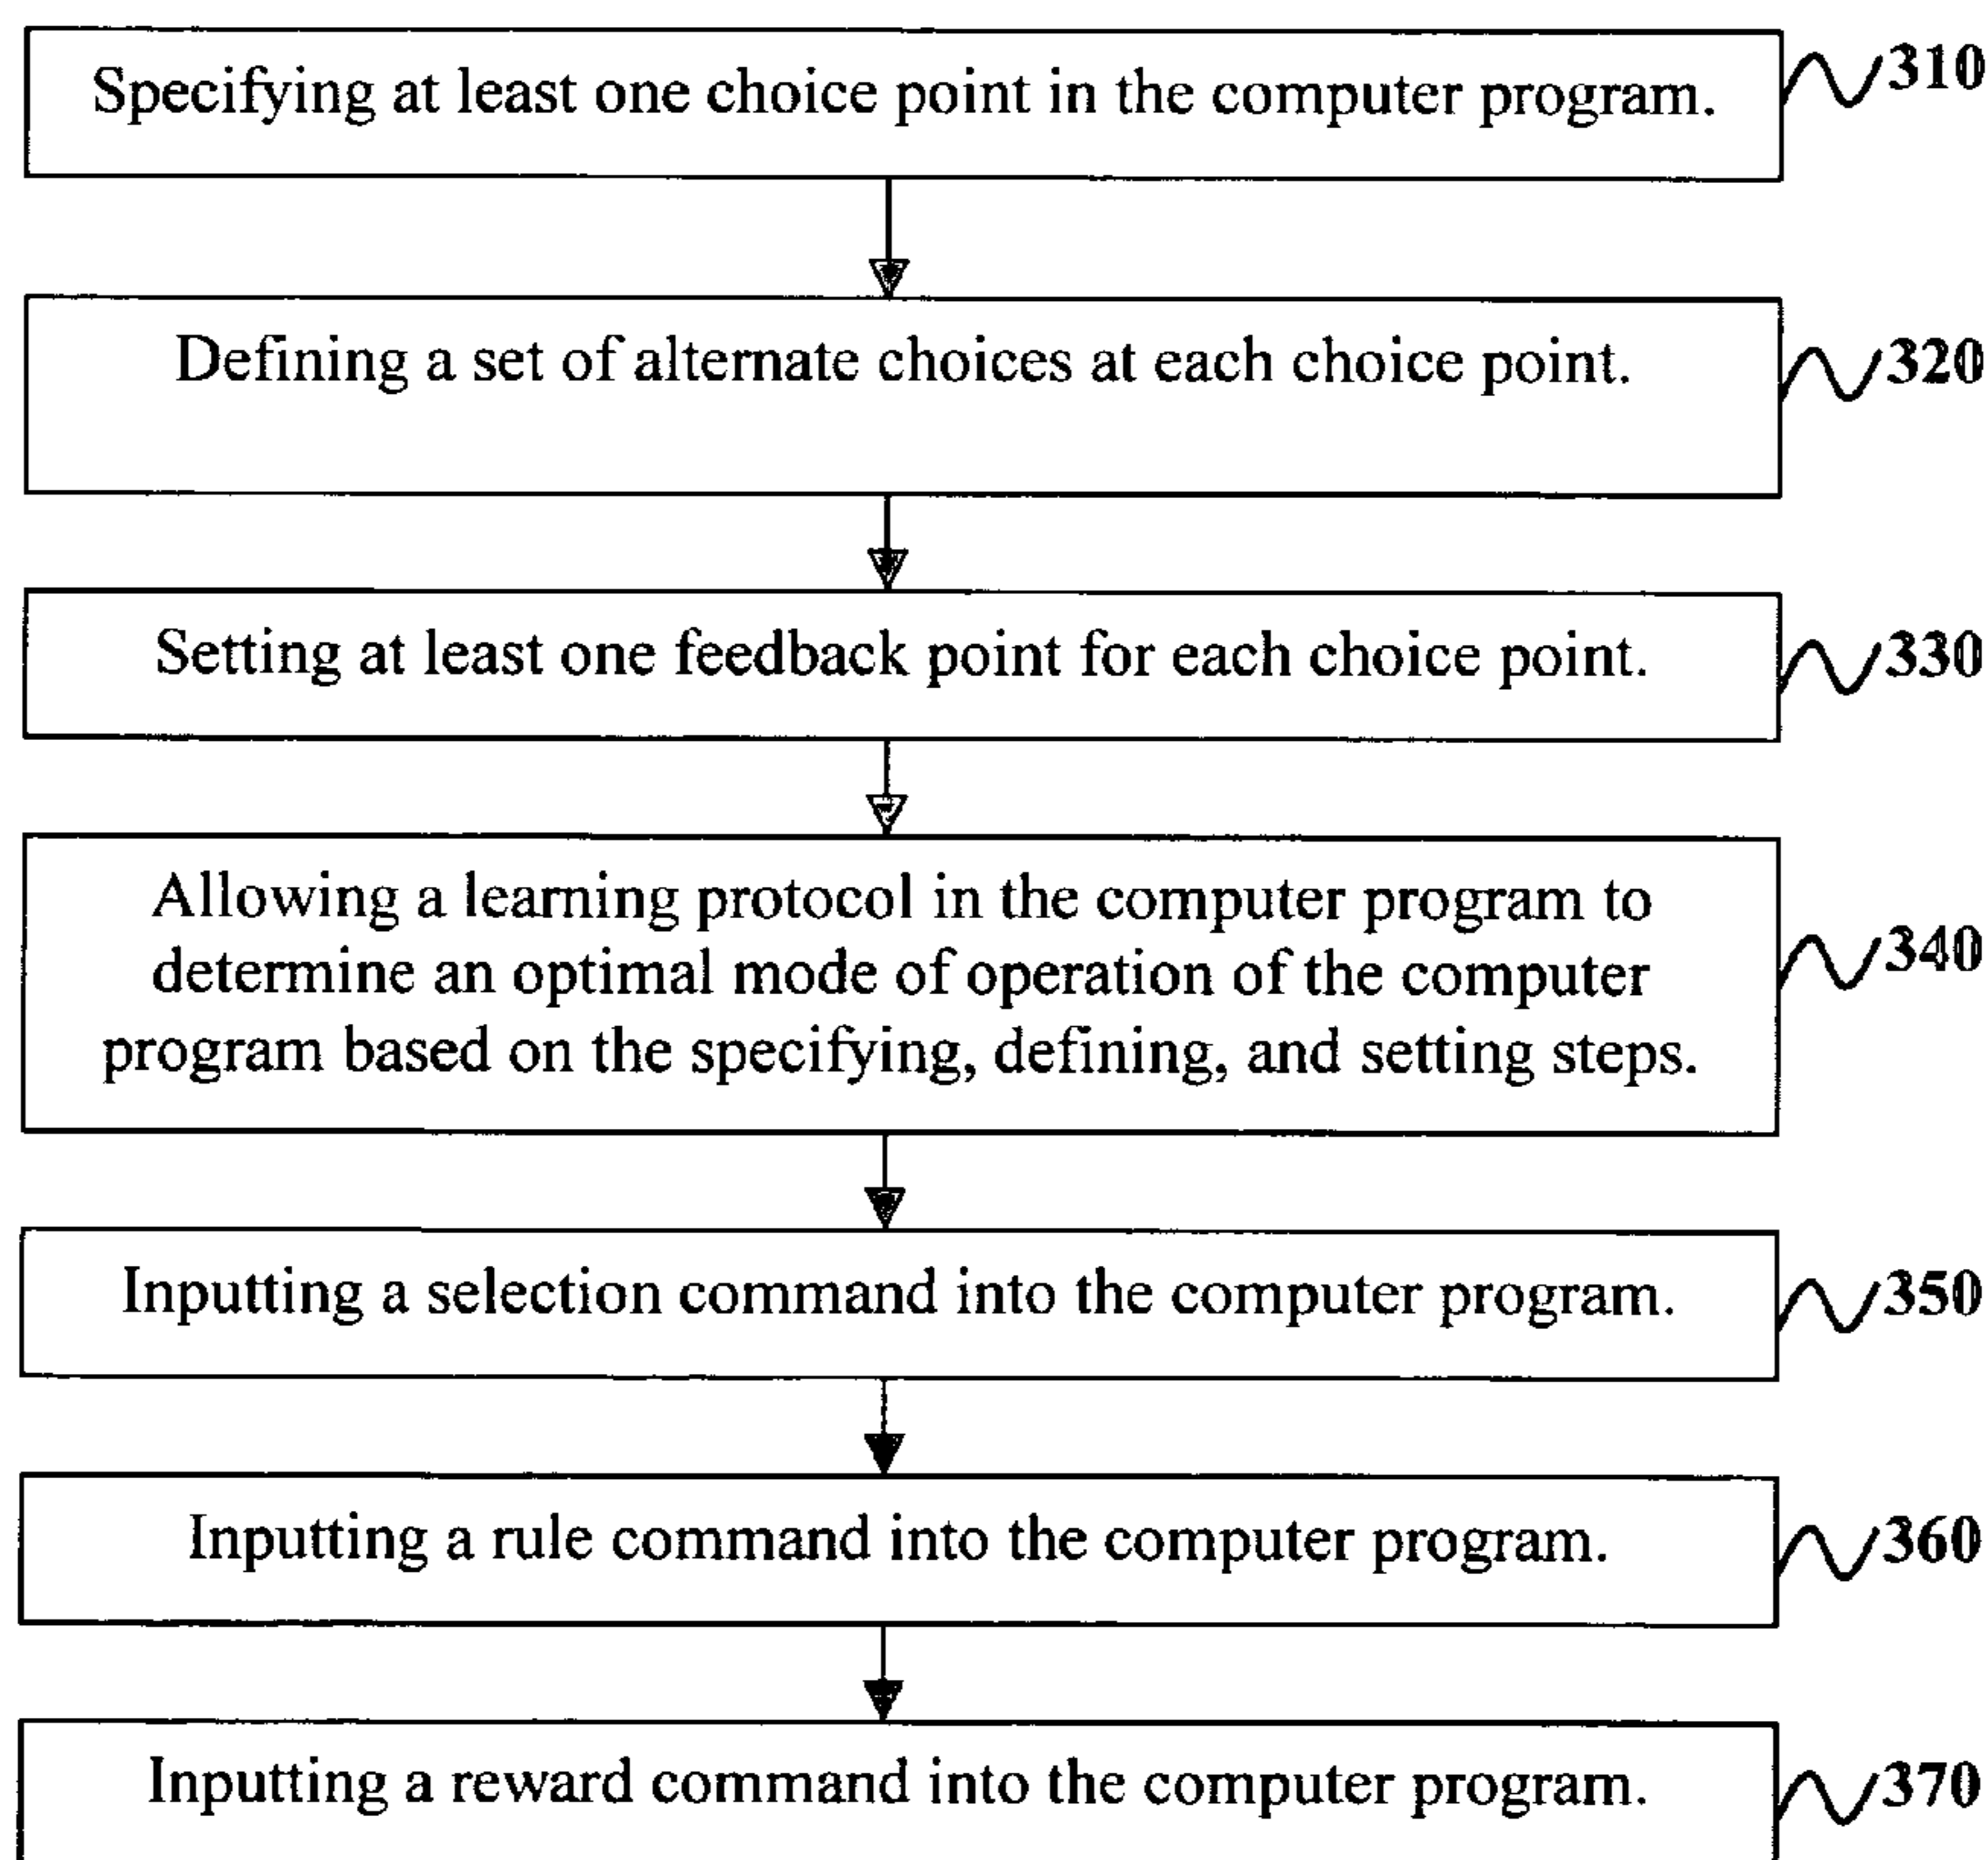 Specifying at least one choice point in the computer program. 310
Defining a set of alternate choices at each choice point. 320
Setting at least one feedback point for each choice point. 330
Allowing a learning protocol in the computer program to
determine an optimal mode of operation of the computer 340
program based on the specifying, defining, and setting steps.
Inputting a selection command into the computer program. 350
Inputting a rule command into the computer program. 360
Inputting a reward command into the computer program. 370